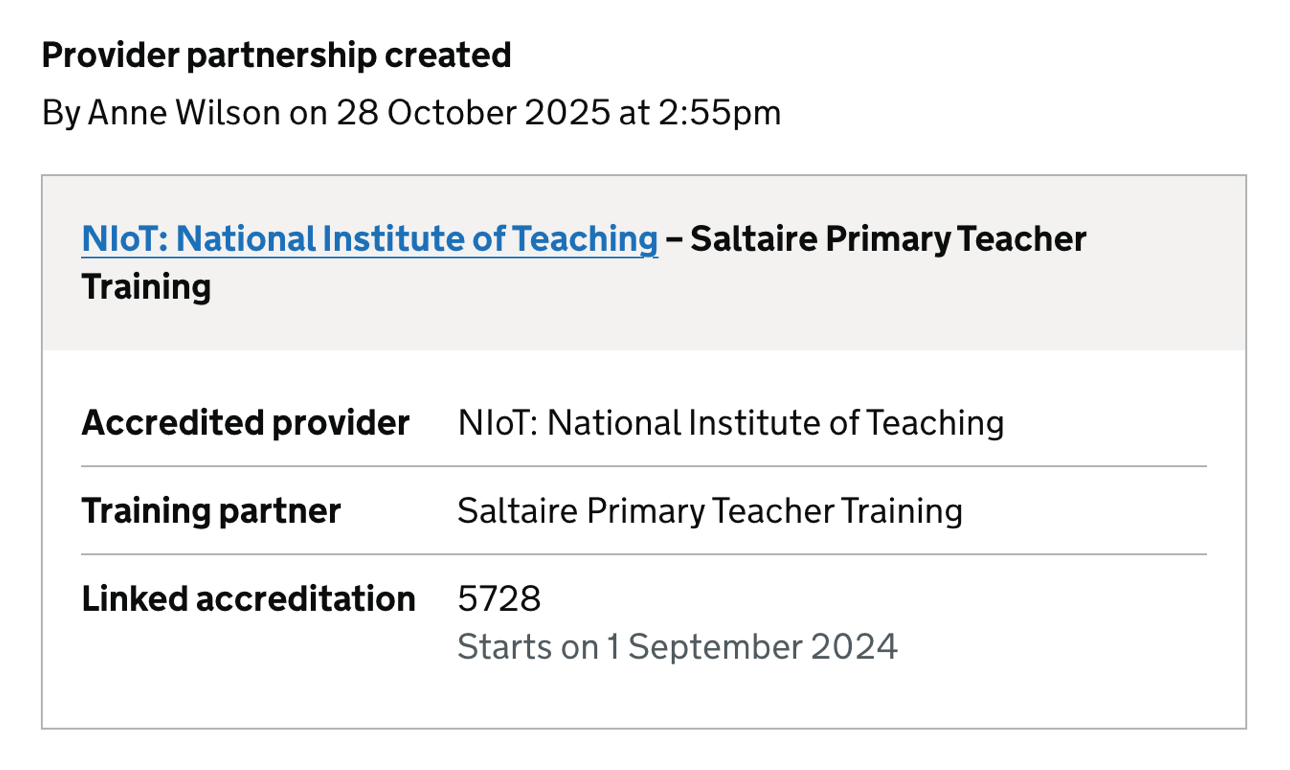 Provider partnership created
By Anne Wilson on 28 October 2025 at 2:55pm
NIoT: National Institute of Teaching – Saltaire Primary Teacher
Training
Accredited provider NIoT: National Institute of Teaching
Training partner Saltaire Primary Teacher Training
Linked accreditation 5728
Starts on 1 September 2024